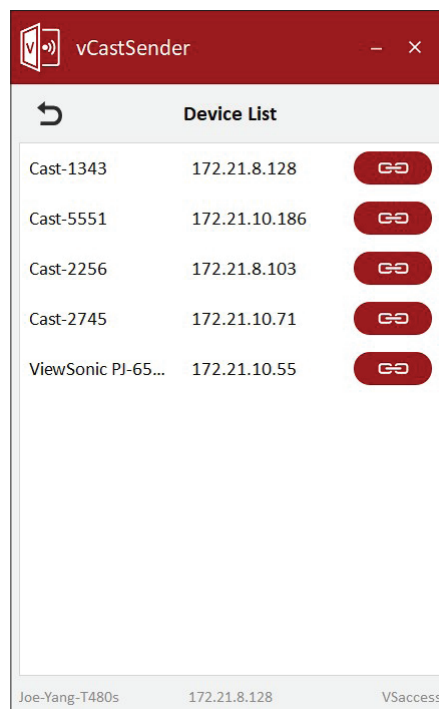 V
vCastSender
Device List
Cast-1343 172.21.8.128
Cast-5551 172.21.10.186
Cast-2256 172.21.8.103
Cast-2745 172.21.10.71
ViewSonic PJ-65... 172.21.10.55
Joe-Yang-T480s 172.21.8.128 VSaccess